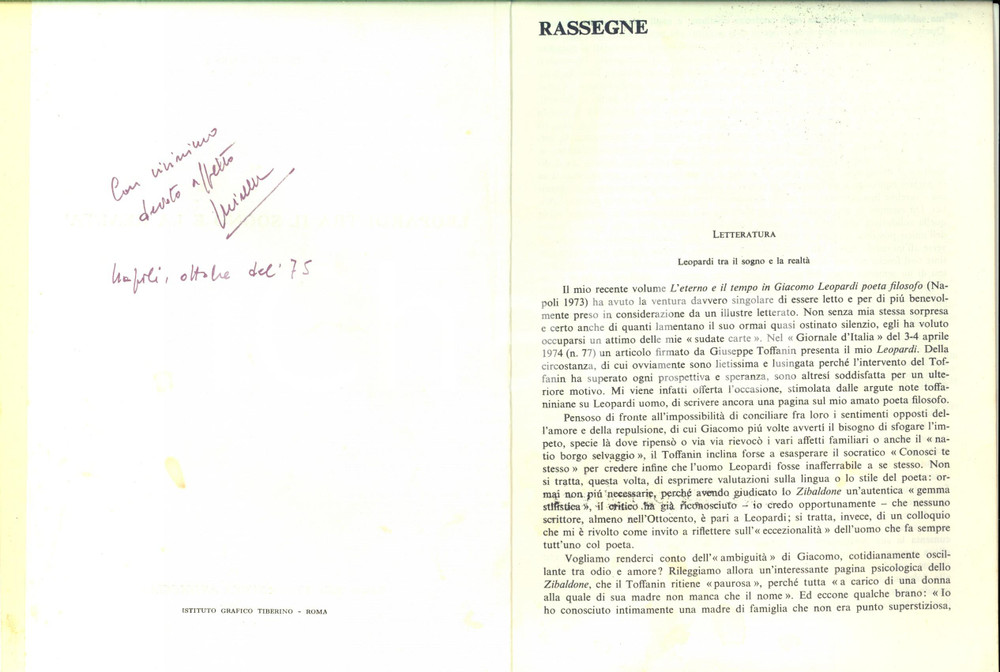 Con vivissimo
devoto affetto
Napoli, ottobre del '75
ISTITUTO GRAFICO TIBERINO - ROMA
RASSEGNE
LETTERATURA
Leopardi tra il sogno e la realtà
Il mio recente volume L'eterno e il tempo in Giacomo Leopardi poeta filosofo (Na-
poli 1973) ha avuto la ventura davvero singolare di essere letto e per di piú benevol-
mente preso in considerazione da un illustre letterato. Non senza mia stessa sorpresa
e certo anche di quanti lamentano il suo ormai quasi ostinato silenzio, egli ha voluto
occuparsi un attimo delle mie « sudate carte ». Nel « Giornale d'Italia » del 3-4 aprile
1974 (n. 77) un articolo firmato da Giuseppe Toffanin presenta il mio Leopardi. Della
circostanza, di cui ovviamente sono lietissima e lusingata perché l'intervento del Tof-
fanin ha superato ogni prospettiva e speranza, sono altresí soddisfatta per un ulte-
riore motivo. Mi viene infatti offerta l'occasione, stimolata dalle argute note toffa-
niniane su Leopardi uomo, di scrivere ancora una pagina sul mio amato poeta filosofo.
Pensoso di fronte all'impossibilità di conciliare fra loro i sentimenti opposti del-
l'amore e della repulsione, di cui Giacomo piú volte avvertí il bisogno di sfogare l'im-
peto, specie là dove ripensò o via via rievocò i vari affetti familiari o anche il « na-
tio borgo selvaggio », il Toffanin inclina forse a esasperare il socratico « Conosci te
stesso » per credere infine che l'uomo Leopardi fosse inafferrabile a se stesso. Non
si tratta, questa volta, di esprimere valutazioni sulla lingua o lo stile del poeta: or-
mai non piú necessarie, perché avendo giudicato lo Zibaldone un'autentica « gemma
stilistica », il critico ha già riconosciuto – io credo opportunamente – che nessuno
scrittore, almeno nell'Ottocento, è pari a Leopardi; si tratta, invece, di un colloquio
che mi è rivolto come invito a riflettere sull'« eccezionalità » dell'uomo che fa sempre
tutt'uno col poeta.
Vogliamo renderci conto dell'« ambiguità » di Giacomo, cotidianamente oscil-
lante tra odio e amore? Rileggiamo allora un'interessante pagina psicologica dello
Zibaldone, che il Toffanin ritiene « paurosa », perché tutta « a carico di una donna
alla quale di sua madre non manca che il nome ». Ed eccone qualche brano: « Io
ho conosciuto intimamente una madre di famiglia che non era punto superstiziosa,